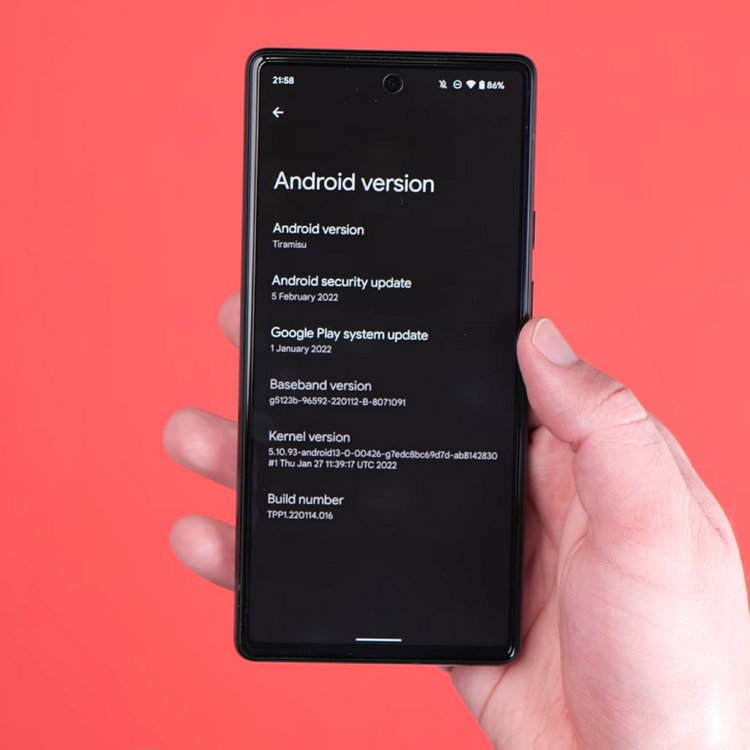 21:58
86%
Android version
Android version
Tiramisu
Android security update
5 February 2022
Google Play system update
1 January 2022
Baseband version
g5123b-96592-220112-B-8071091
Kernel version
5.10.93-android13-0-00426-g7edc8bc69d7d-ab8142830
#1 Thu Jan 27 11:39:17 UTC 2022
Build number
TPP1.220114.016